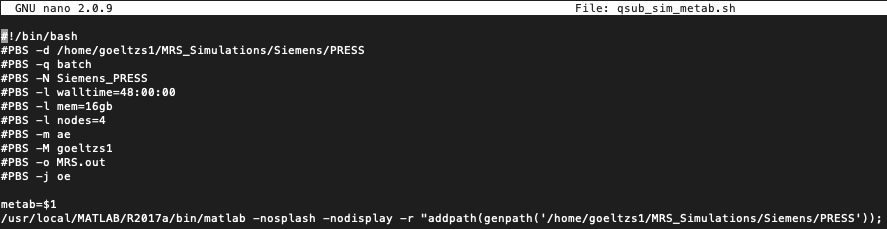 GNU nano 2.0.9 File: qsub_sim_metab.sh
#!/bin/bash
#PBS -d /home/goeltzs1/MRS_Simulations/Siemens/PRESS
#PBS -q batch
#PBS -N Siemens_PRESS
#PBS -l walltime=48:00:00
#PBS -l mem=16gb
#PBS -l nodes=4
#PBS -m ae
#PBS -M goeltzs1
#PBS -o MRS.out
#PBS -j oe
metab=$1
/usr/local/MATLAB/R2017a/bin/matlab -nosplash -nodisplay -r "addpath(genpath('/home/goeltzs1/MRS_Simulations/Siemens/PRESS'));